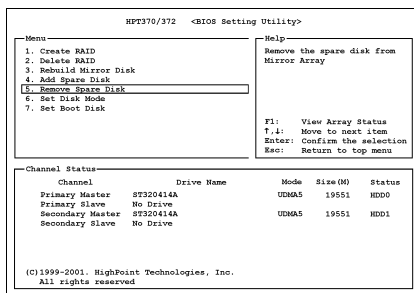 HPT370/372 <BIOS Setting Utility>
Menu
1. Create RAID
2. Delete RAID
3. Rebuild Mirror Disk
4. Add Spare Disk
5. Remove Spare Disk
6. Set Disk Mode
7. Set Boot Disk
Help
Remove the spare disk from
Mirror Array
F1: View Array Status
↑,↓: Move to next item
Enter: Confirm the selection
Esc: Return to top menu
Channel Status
Channel Drive Name Mode Size(M) Status
Primary Master ST320414A UDMA5 19551 HDD0
Primary Slave No Drive
Secondary Master ST320414A UDMA5 19551 HDD1
Secondary Slave No Drive
(C)1999-2001. HighPoint Technologies, Inc.
All rights reserved